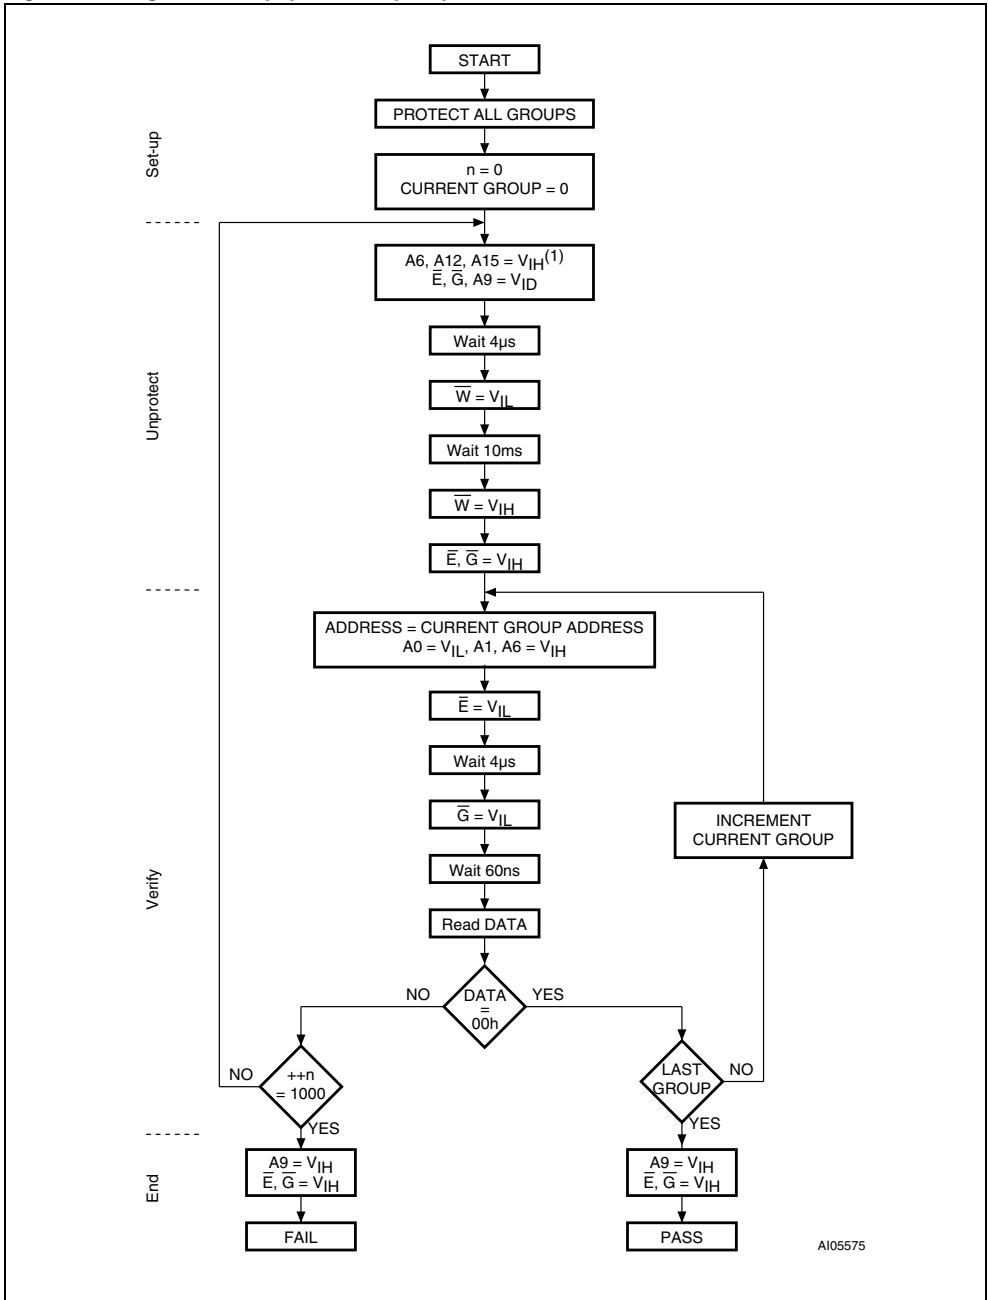 START
PROTECT ALL GROUPS
n = 0
CURRENT GROUP = 0
Set-up
A6, A12, A15 = VIH(1)
E̅, G̅, A9 = VID
Wait 4µs
W̅ = VIL
Unprotect
Wait 10ms
W̅ = VIH
E̅, G̅ = VIH
ADDRESS = CURRENT GROUP ADDRESS
A0 = VIL, A1, A6 = VIH
E̅ = VIL
Wait 4µs
G̅ = VIL
INCREMENT
CURRENT GROUP
Wait 60ns
Verify
Read DATA
NO
DATA
=
00h
YES
NO
++n
= 1000
YES
LAST
GROUP
NO
YES
End
A9 = VIH
E̅, G̅ = VIH
A9 = VIH
E̅, G̅ = VIH
FAIL
PASS
AI05575